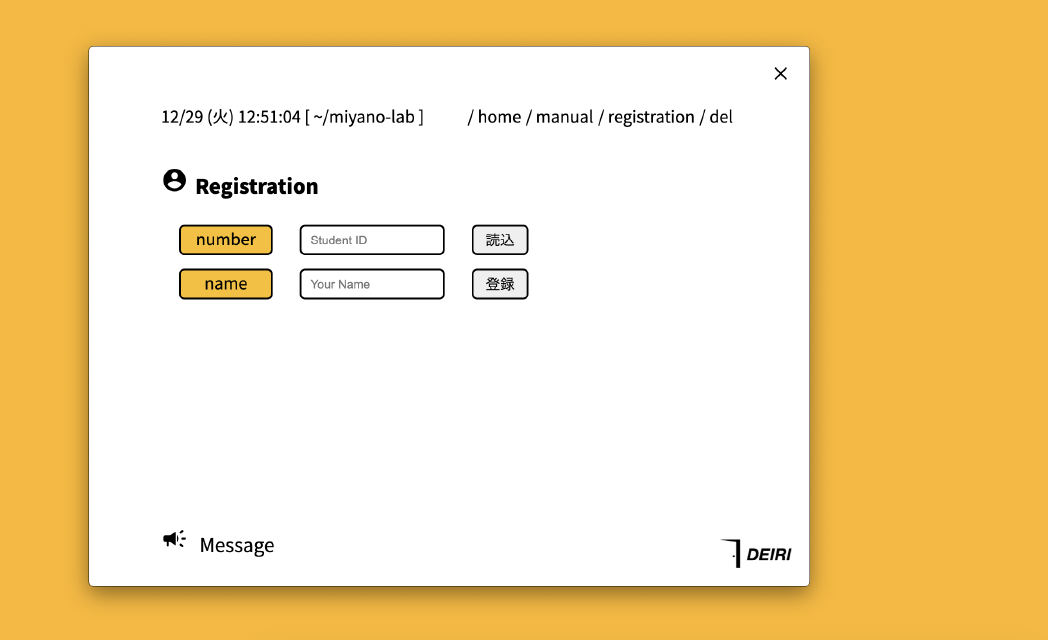 12/29 (火) 12:51:04 [ ~/miyano-lab ] / home / manual / registration / del
Registration
number Student ID 読込
name Your Name 登録
Message
DEIRI